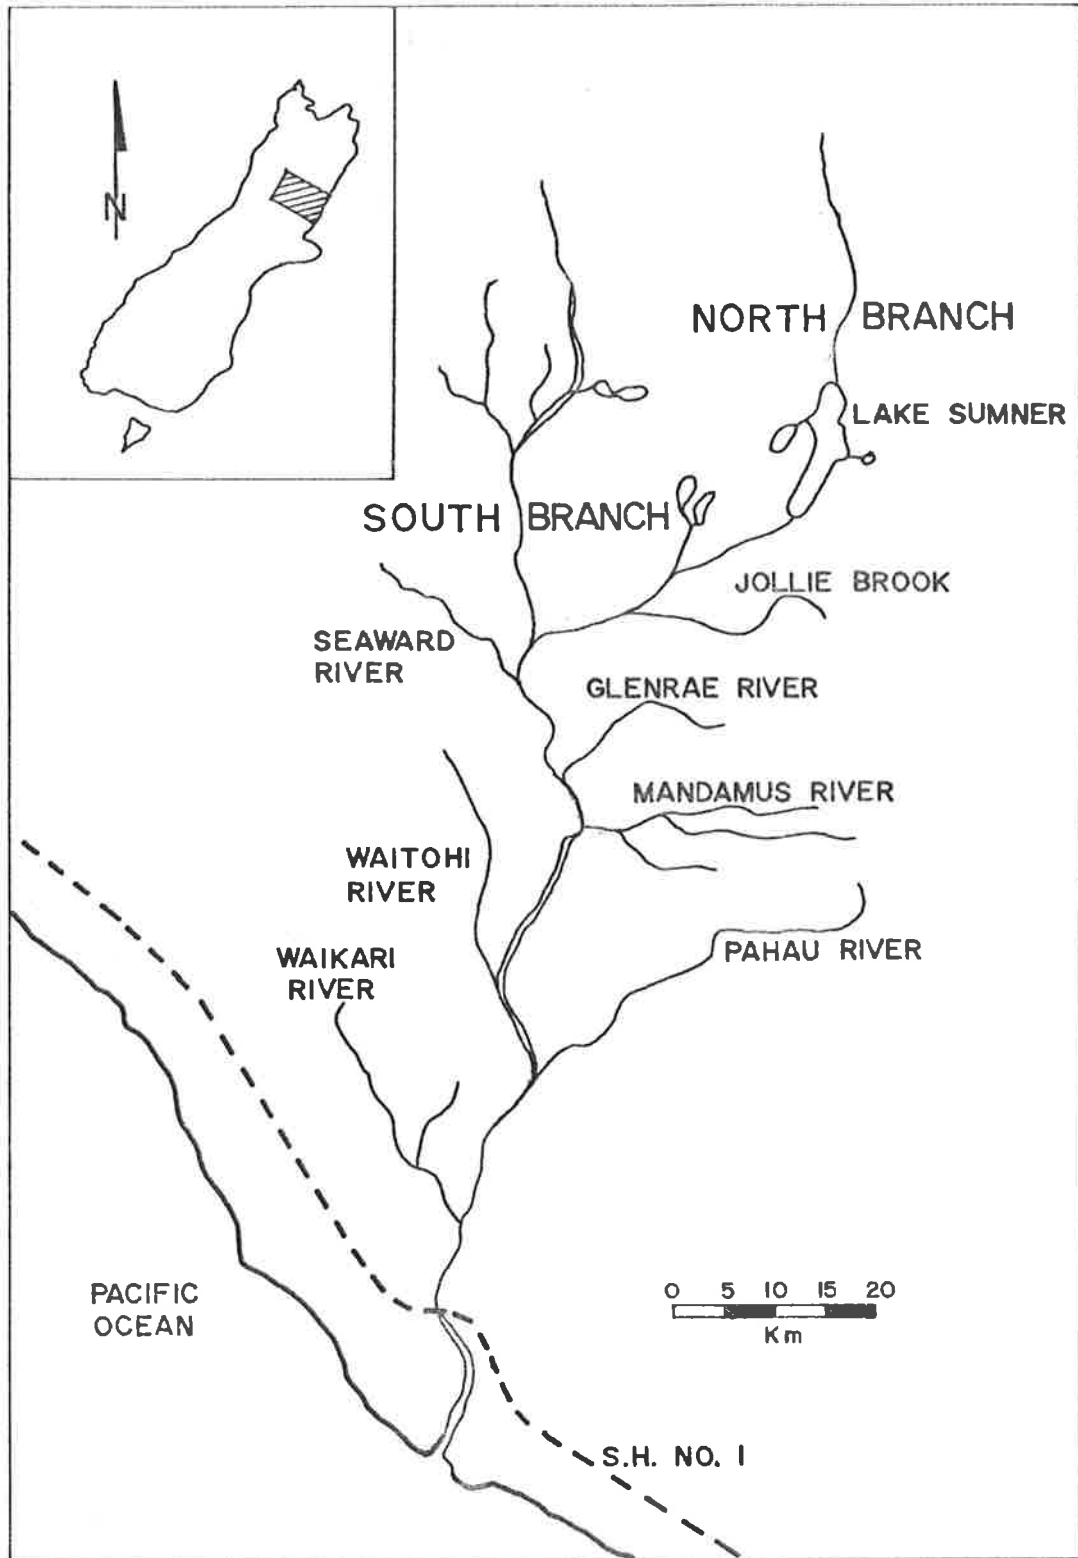 N
NORTH BRANCH
LAKE SUMNER
SOUTH BRANCH
JOLLIE BROOK
SEAWARD
RIVER
GLENRAE RIVER
MANDAMUS RIVER
WAITOHI
RIVER
PAHAU RIVER
WAIKARI
RIVER
PACIFIC
OCEAN
0 5 10 15 20
Km
S.H. NO. 1